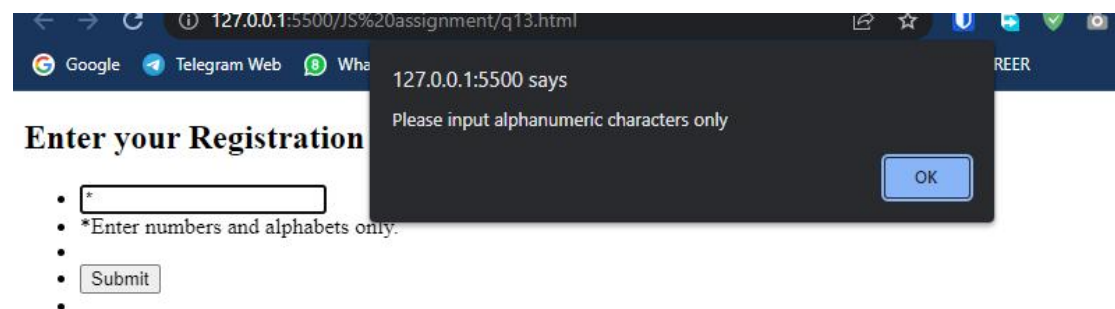 127.0.0.1:5500/JS%20assignment/q13.html
Google Telegram Web 8 Wha REER
127.0.0.1:5500 says
Please input alphanumeric characters only
OK
Enter your Registration
*
*Enter numbers and alphabets only.
Submit